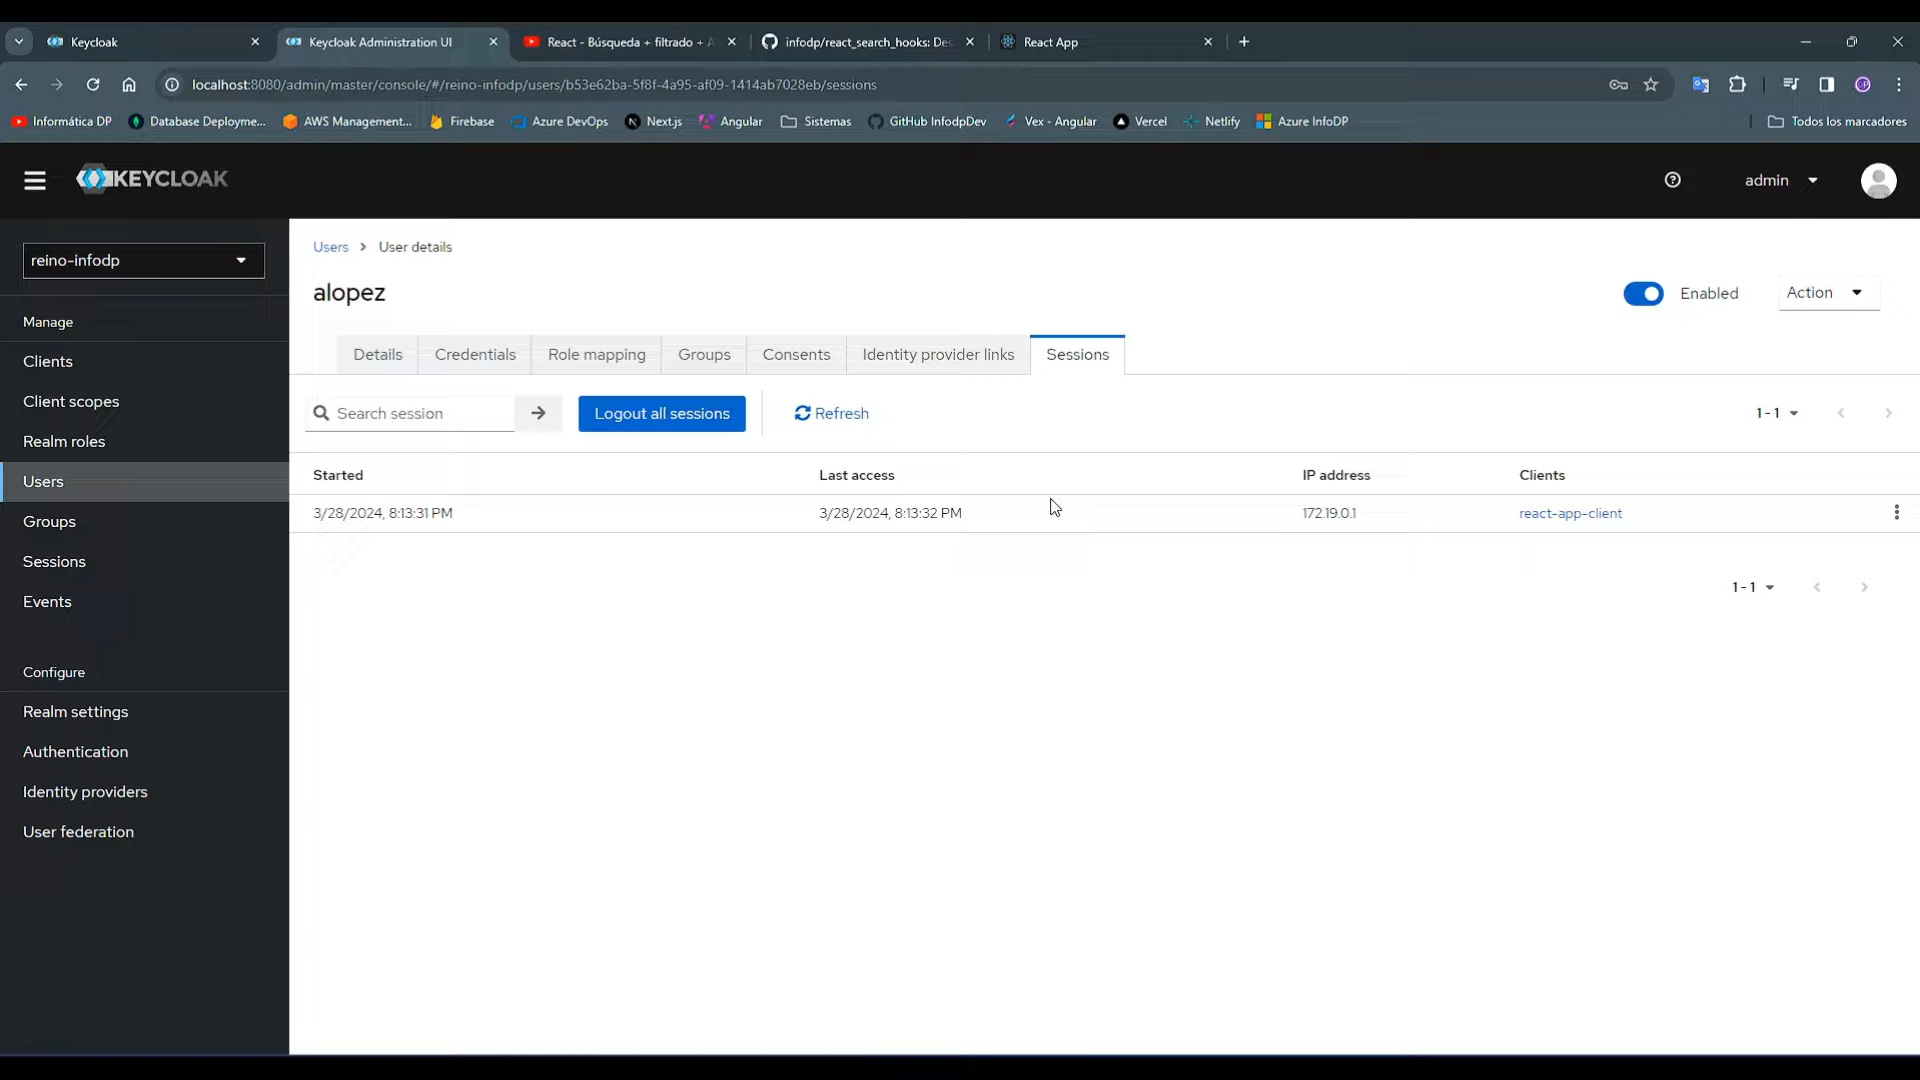 Keycloak
Keycloak Administration UI
React - Búsqueda + filtrado + A
infodp/react_search_hooks: Des
React App
localhost:8080/admin/master/console/#/reino-infodp/users/b53e62ba-5f8f-4a95-af09-1414ab7028eb/sessions
Informática DP
Database Deployme...
AWS Management...
Firebase
Azure DevOps
Next.js
Angular
Sistemas
GitHub InfodpDev
Vex - Angular
Vercel
Netlify
Azure InfoDP
Todos los marcadores
KEYCLOAK
admin
reino-infodp
Manage
Clients
Client scopes
Realm roles
Users
Groups
Sessions
Events
Configure
Realm settings
Authentication
Identity providers
User federation
Users > User details
alopez
Enabled
Action
Details
Credentials
Role mapping
Groups
Consents
Identity provider links
Sessions
Search session
Logout all sessions
Refresh
1 - 1
Started Last access IP address Clients
3/28/2024, 8:13:31 PM 3/28/2024, 8:13:32 PM 172.19.0.1 react-app-client
1 - 1